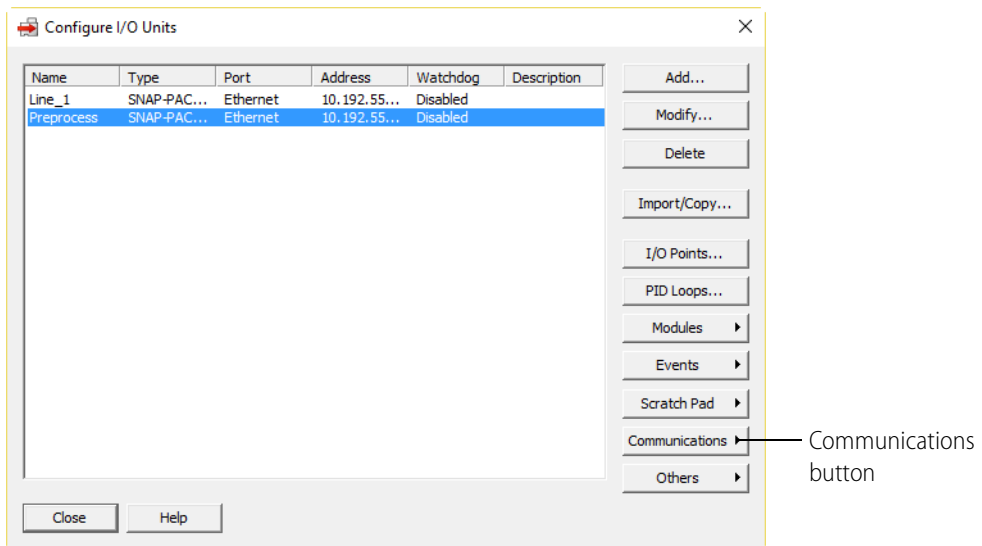 Configure I/O Units
Name Type Port Address Watchdog Description
Line_1 SNAP-PAC... Ethernet 10.192.55... Disabled
Preprocess SNAP-PAC... Ethernet 10.192.55... Disabled
Add...
Modify...
Delete
Import/Copy...
I/O Points...
PID Loops...
Modules
Events
Scratch Pad
Communications
Others
Communications
button
Close Help